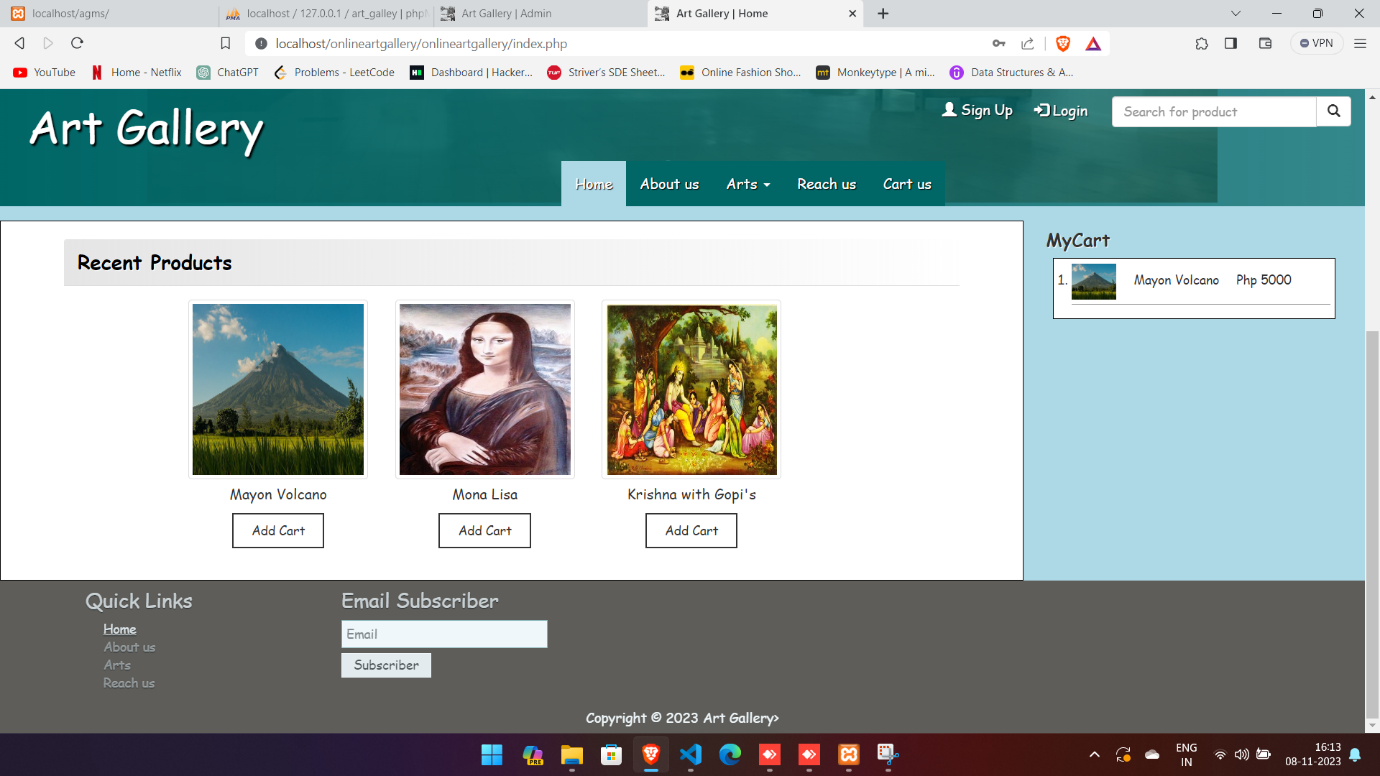 localhost/agms/
localhost / 127.0.0.1 / art_galley | php
Art Gallery | Admin
Art Gallery | Home
localhost/onlineartgallery/onlineartgallery/index.php
VPN
YouTube
Home - Netflix
ChatGPT
Problems - LeetCode
Dashboard | Hacker...
Striver's SDE Sheet...
Online Fashion Sho...
Monkeytype | A mi...
Data Structures & A...
Art Gallery
Sign Up
Login
Search for product
Home
About us
Arts
Reach us
Cart us
Recent Products
Mayon Volcano
Add Cart
Mona Lisa
Add Cart
Krishna with Gopi's
Add Cart
MyCart
1. Mayon Volcano Php 5000
Quick Links
Home
About us
Arts
Reach us
Email Subscriber
Email
Subscriber
Copyright © 2023 Art Gallery>
PRE
ENG
IN
16:13
08-11-2023